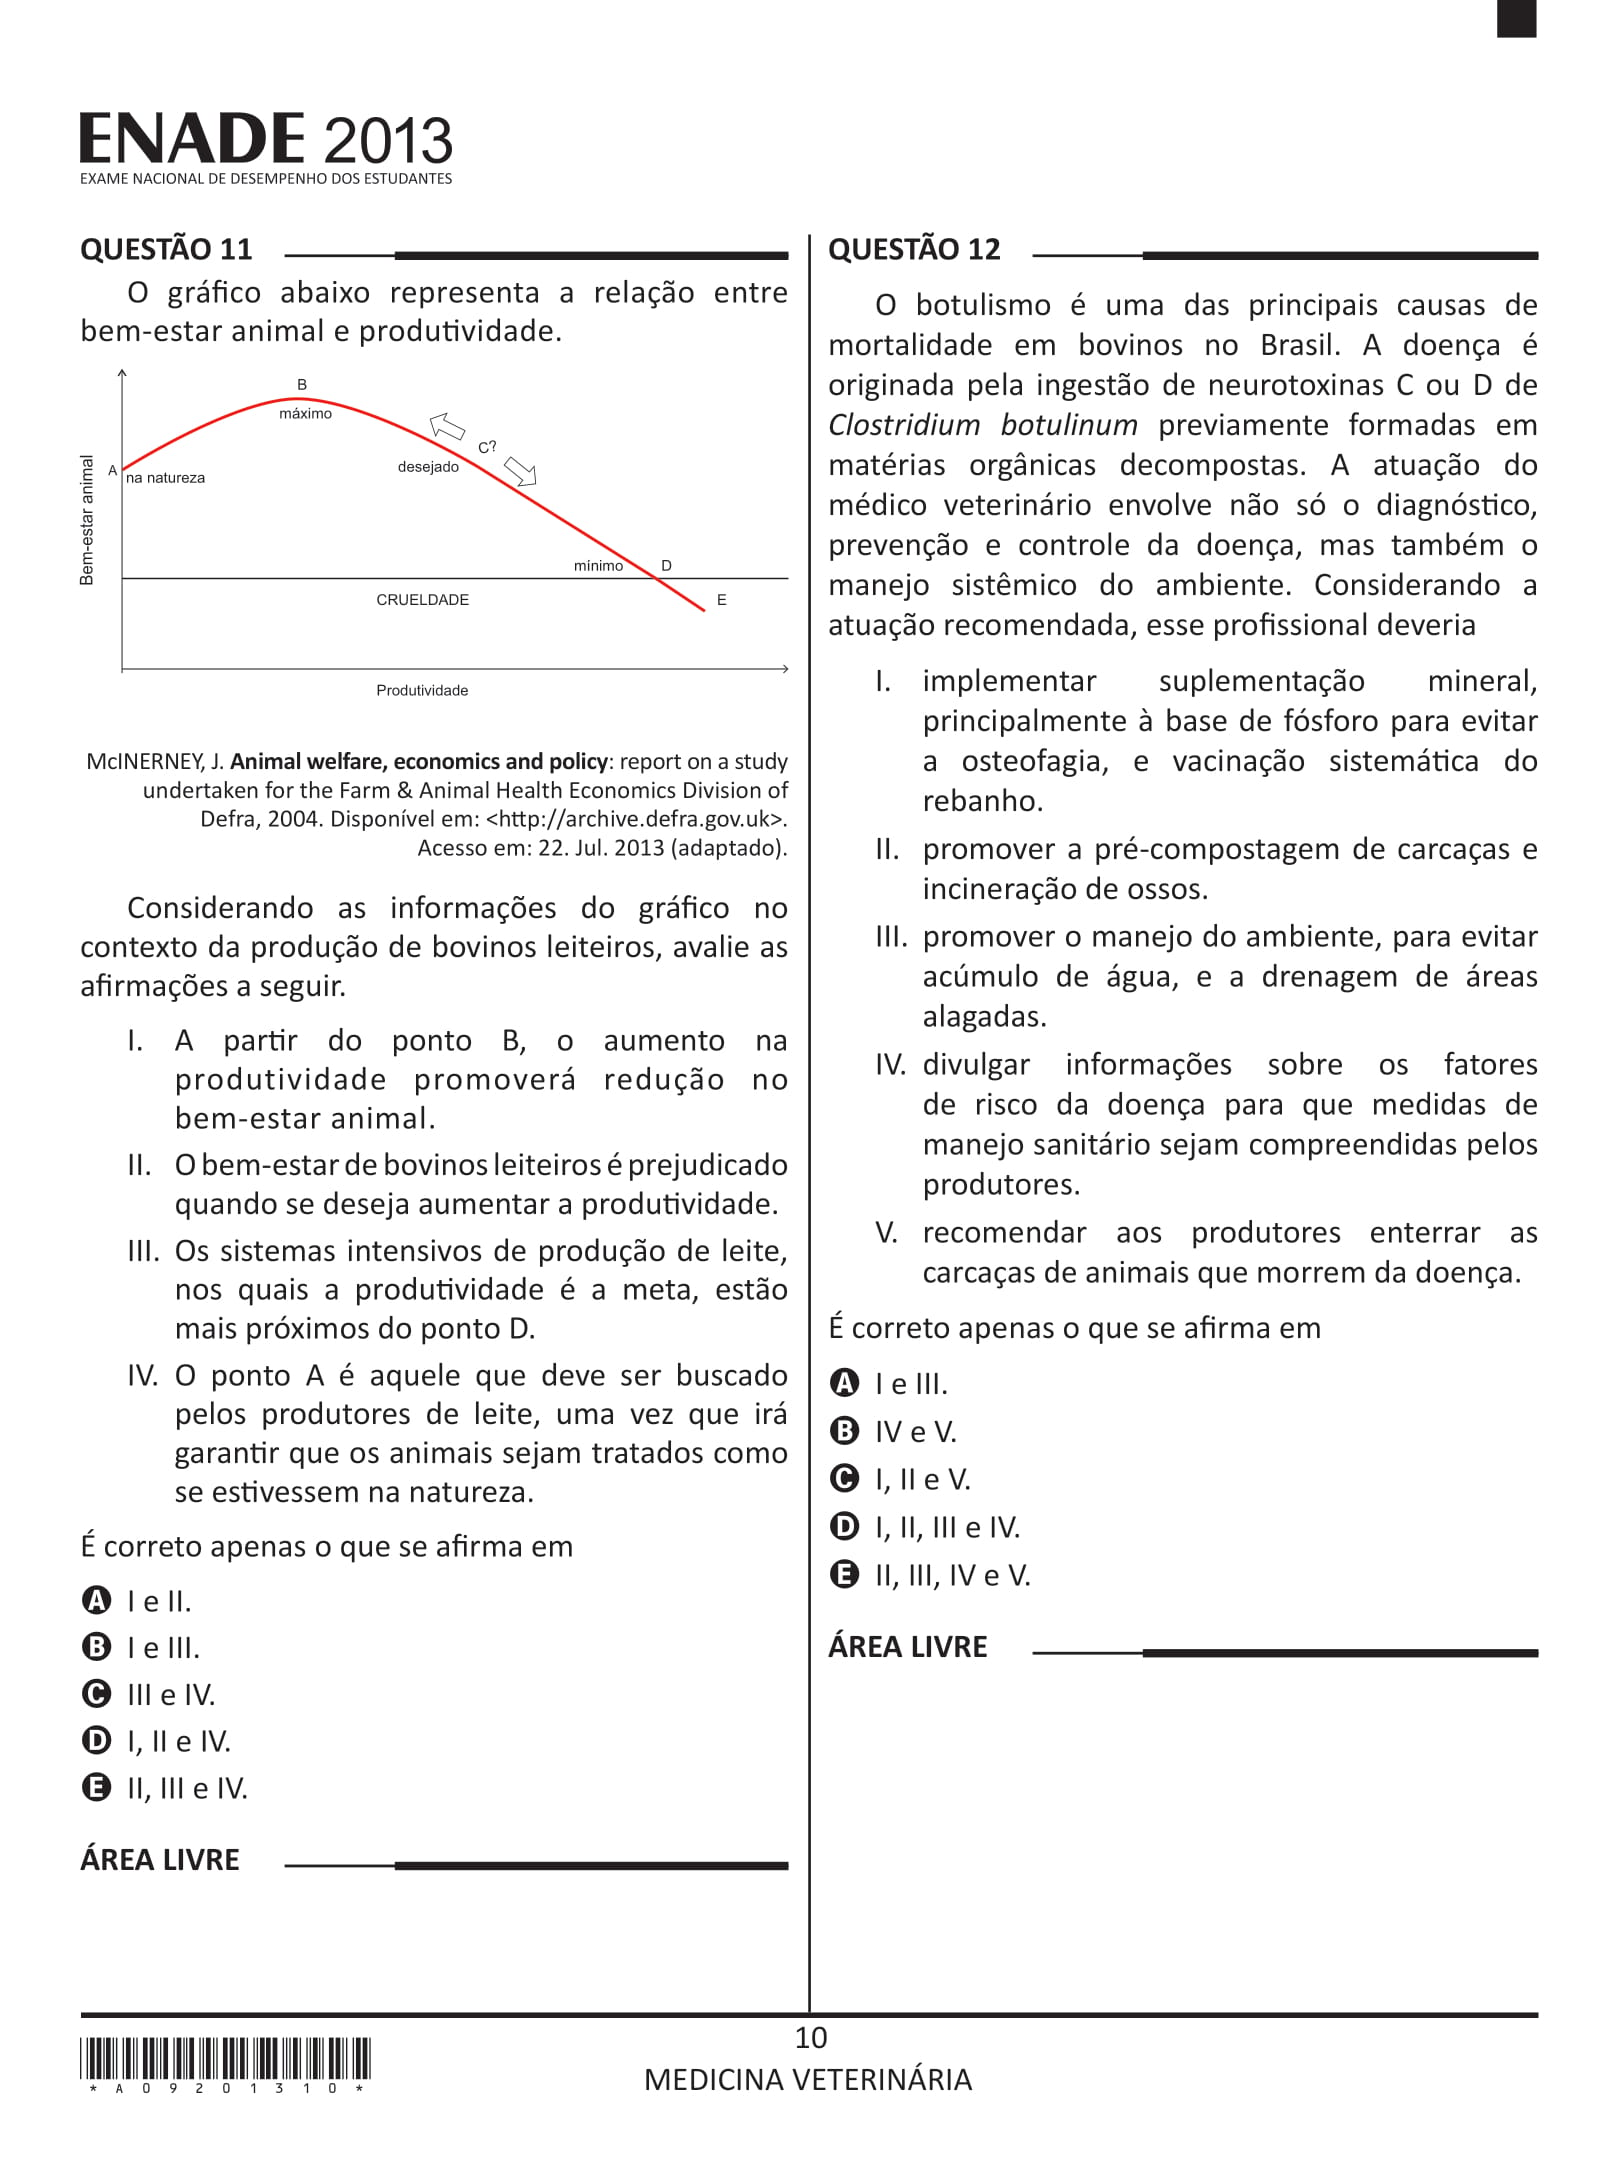 ENADE 2013
EXAME NACIONAL DE DESEMPENHO DOS ESTUDANTES
QUESTÃO 11
O gráfico abaixo representa a relação entre
bem-estar animal e produtividade.
Bem-estar animal
A
na natureza
B
máximo
C?
desejado
mínimo
D
CRUELDADE
E
Produtividade
McINERNEY, J. Animal welfare, economics and policy: report on a study
undertaken for the Farm & Animal Health Economics Division of
Defra, 2004. Disponível em: <http://archive.defra.gov.uk>.
Acesso em: 22. Jul. 2013 (adaptado).
Considerando as informações do gráfico no
contexto da produção de bovinos leiteiros, avalie as
afirmações a seguir.
I. A partir do ponto B, o aumento na
produtividade promoverá redução no
bem-estar animal.
II. O bem-estar de bovinos leiteiros é prejudicado
quando se deseja aumentar a produtividade.
III. Os sistemas intensivos de produção de leite,
nos quais a produtividade é a meta, estão
mais próximos do ponto D.
IV. O ponto A é aquele que deve ser buscado
pelos produtores de leite, uma vez que irá
garantir que os animais sejam tratados como
se estivessem na natureza.
É correto apenas o que se afirma em
A I e II.
B I e III.
C III e IV.
D I, II e IV.
E II, III e IV.
ÁREA LIVRE
QUESTÃO 12
O botulismo é uma das principais causas de
mortalidade em bovinos no Brasil. A doença é
originada pela ingestão de neurotoxinas C ou D de
Clostridium botulinum previamente formadas em
matérias orgânicas decompostas. A atuação do
médico veterinário envolve não só o diagnóstico,
prevenção e controle da doença, mas também o
manejo sistêmico do ambiente. Considerando a
atuação recomendada, esse profissional deveria
I. implementar suplementação mineral,
principalmente à base de fósforo para evitar
a osteofagia, e vacinação sistemática do
rebanho.
II. promover a pré-compostagem de carcaças e
incineração de ossos.
III. promover o manejo do ambiente, para evitar
acúmulo de água, e a drenagem de áreas
alagadas.
IV. divulgar informações sobre os fatores
de risco da doença para que medidas de
manejo sanitário sejam compreendidas pelos
produtores.
V. recomendar aos produtores enterrar as
carcaças de animais que morrem da doença.
É correto apenas o que se afirma em
A I e III.
B IV e V.
C I, II e V.
D I, II, III e IV.
E II, III, IV e V.
ÁREA LIVRE
*A09201310*
10
MEDICINA VETERINÁRIA